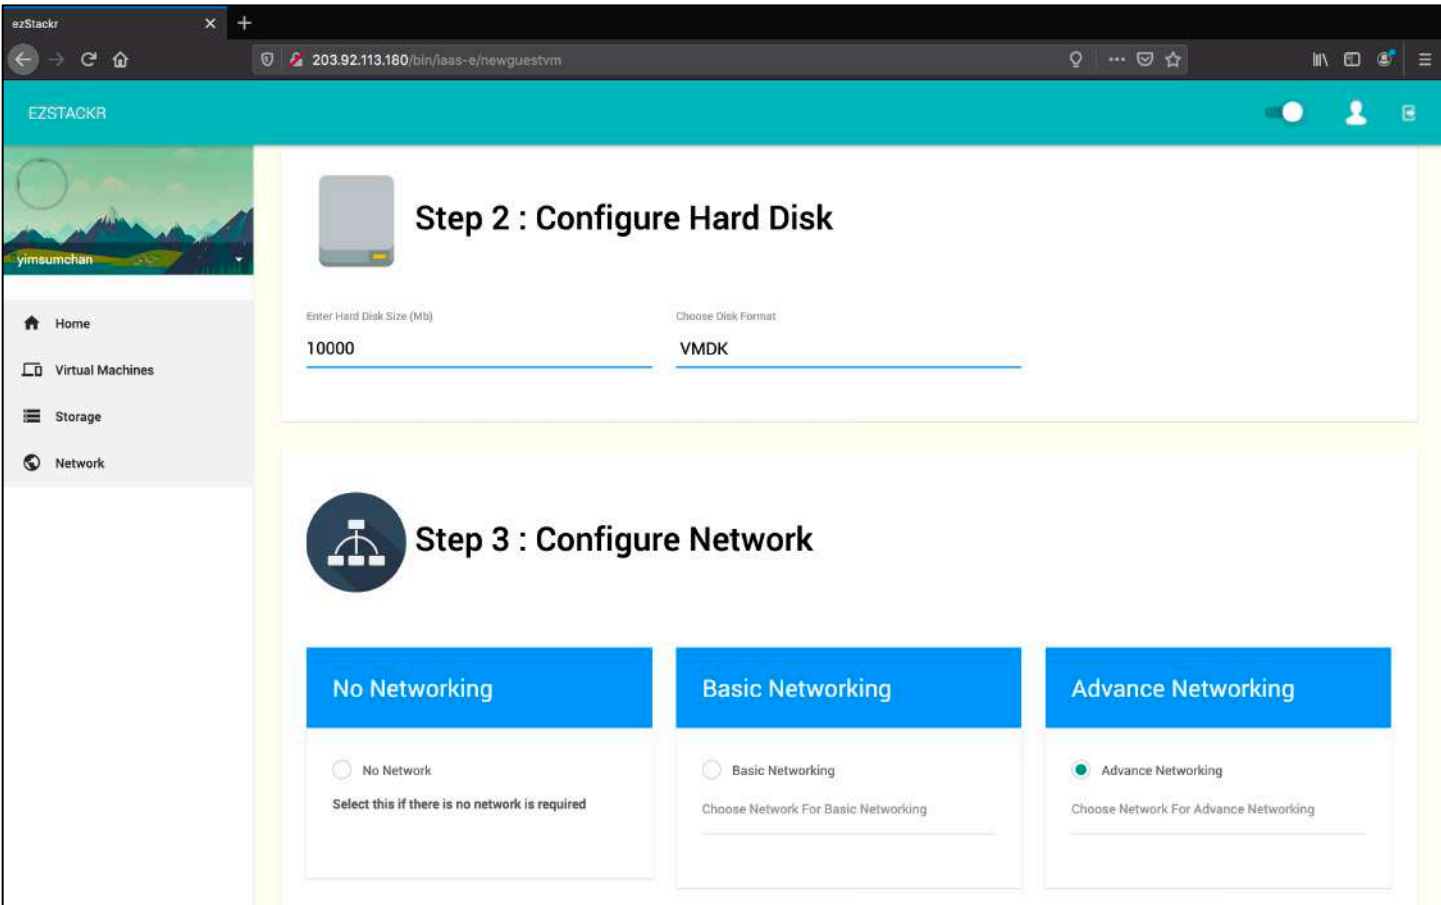 ezStackr
203.92.113.180/bin/iaas-e/newguestvm
EZSTACKR
yimsumchan
Home
Virtual Machines
Storage
Network
Step 2 : Configure Hard Disk
Enter Hard Disk Size (Mb)
Choose Disk Format
10000
VMDK
Step 3 : Configure Network
No Networking
Basic Networking
Advance Networking
No Network
Basic Networking
Advance Networking
Select this if there is no network is required
Choose Network For Basic Networking
Choose Network For Advance Networking